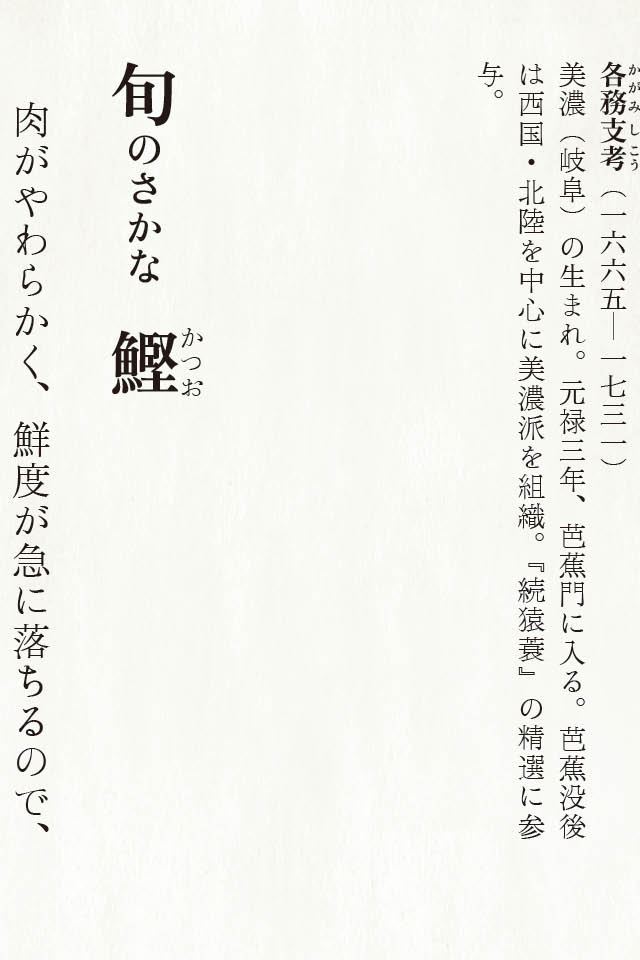 各務支考（一六六五―一七三一）
かがみしこう
美濃（岐阜）の生まれ。元禄三年、芭蕉門に入る。芭蕉没後
は西国・北陸を中心に美濃派を組織。『続猿蓑』の精選に参
与。
旬のさかな　鰹
かつお
肉がやわらかく、鮮度が急に落ちるので、